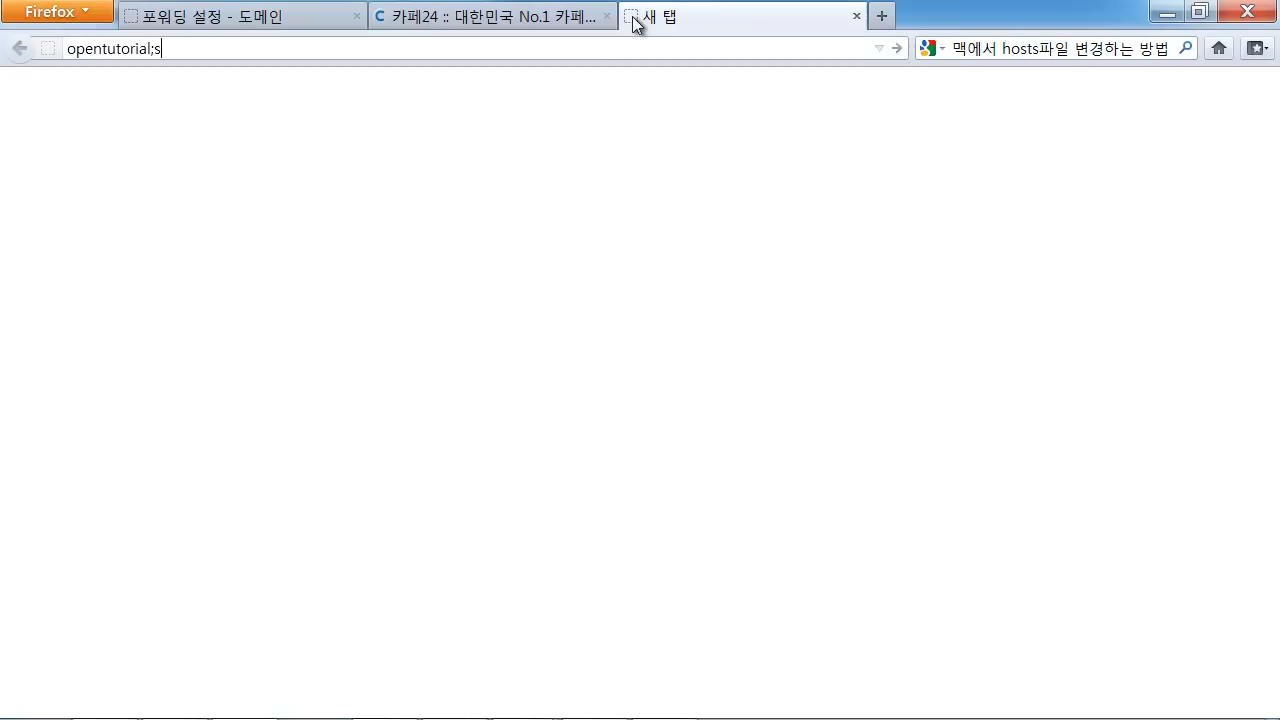 Firefox
포워딩 설정 - 도메인
카페24 :: 대한민국 No.1 카페...
새 탭
opentutorial;s
맥에서 hosts파일 변경하는 방법